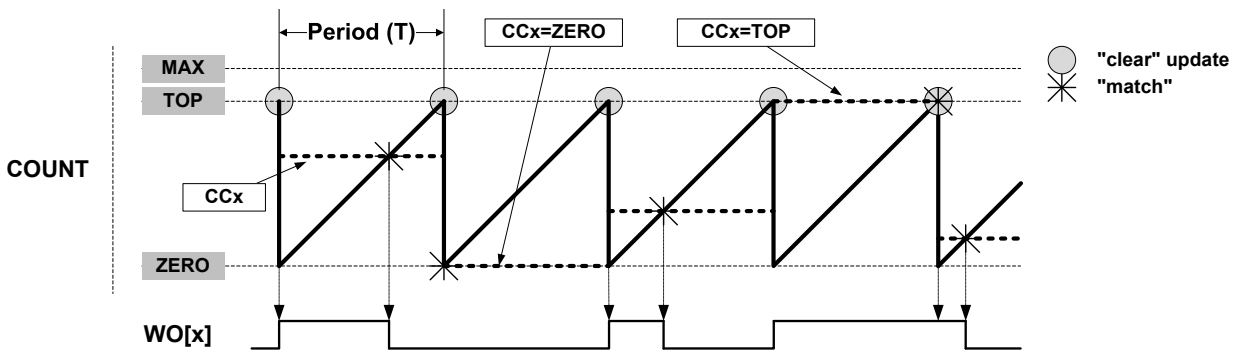 Period (T)
CCx=ZERO
CCx=TOP
"clear" update
"match"
MAX
TOP
COUNT
CCx
ZERO
WO[x]